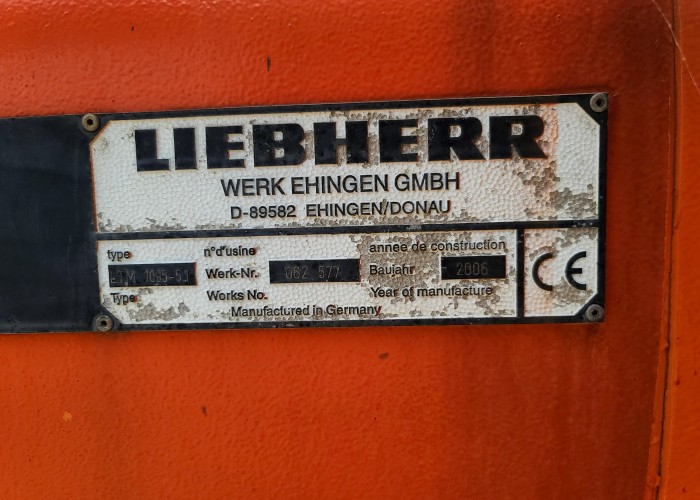 LIEBHERR
WERK EHINGEN GMBH
D-89582 EHINGEN/DONAU
type n°d'usine année de construction
Werk-Nr. 062 577 Baujahr 2006
Type Works No. Year of manufacture
Manufactured in Germany
CE